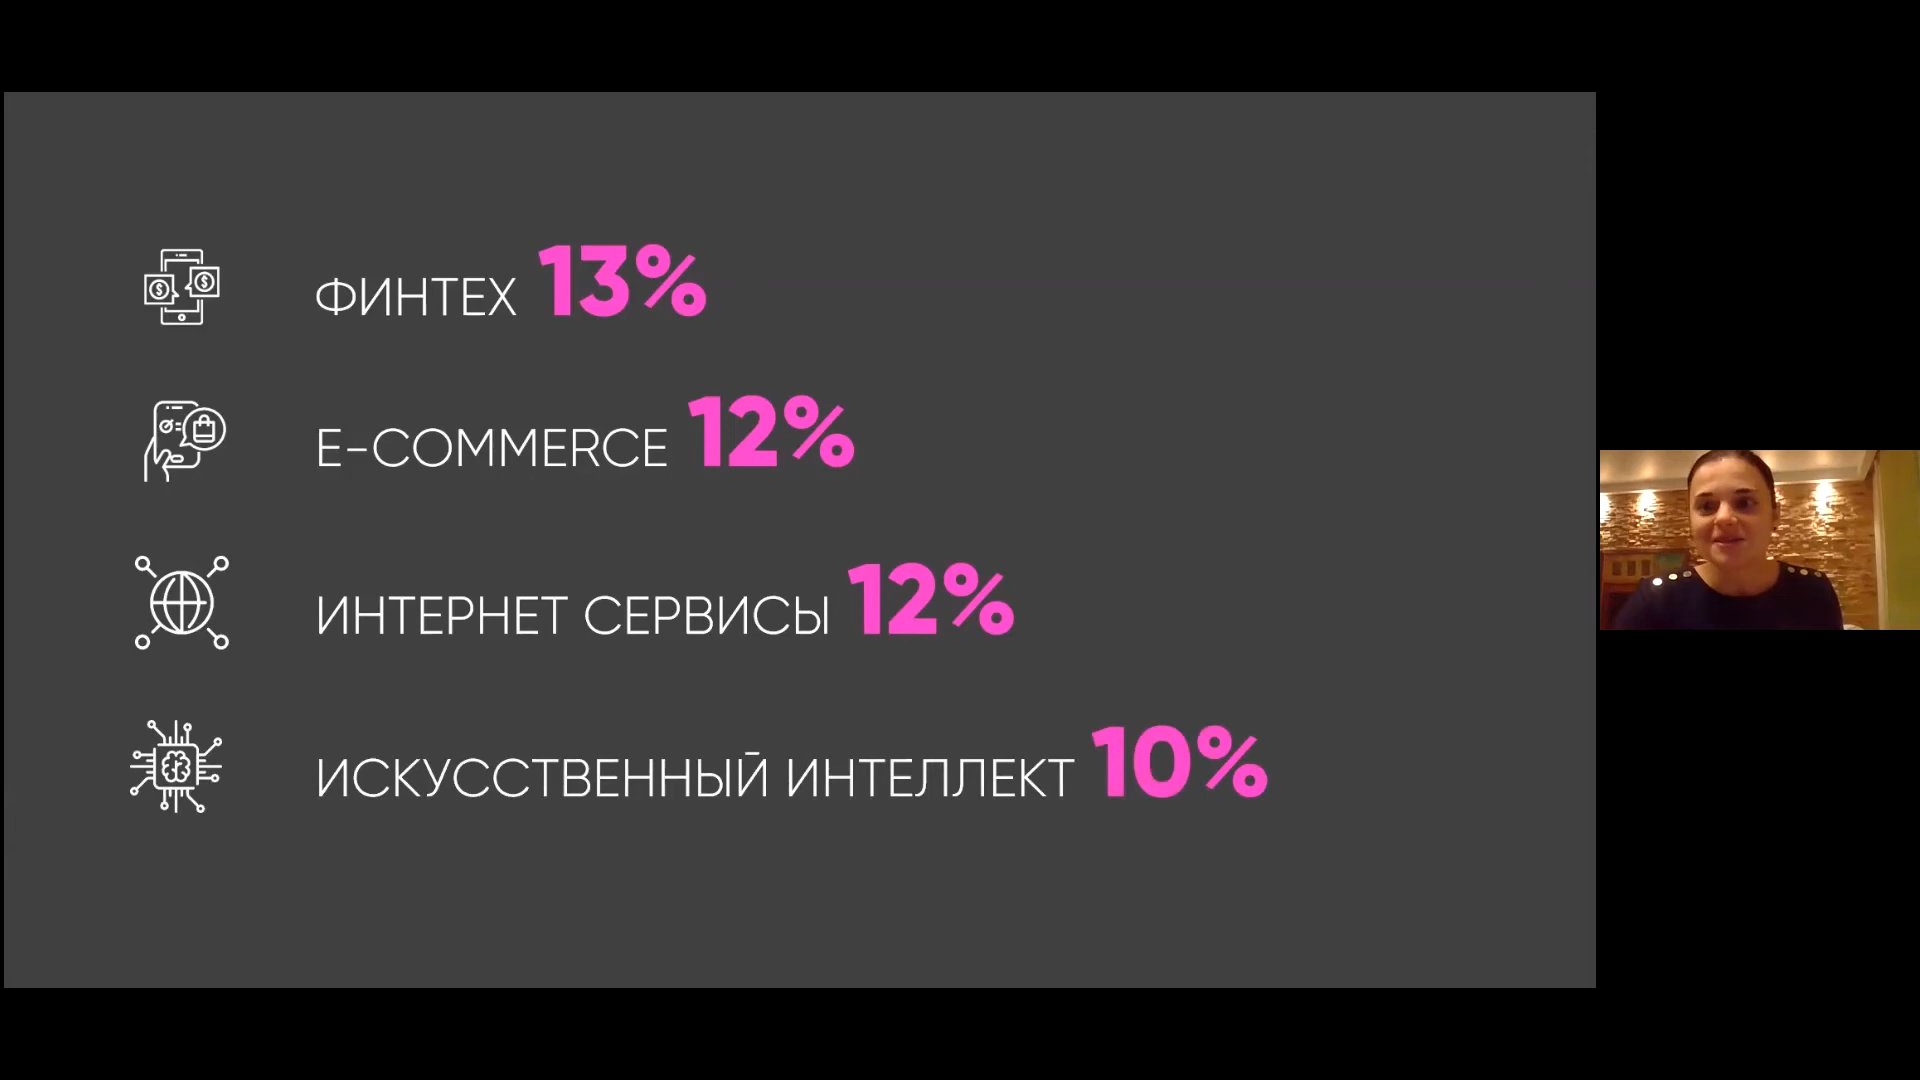 ФИНТЕХ 13%
E-COMMERCE 12%
ИНТЕРНЕТ СЕРВИСЫ 12%
ИСКУССТВЕННЫЙ ИНТЕЛЛЕКТ 10%